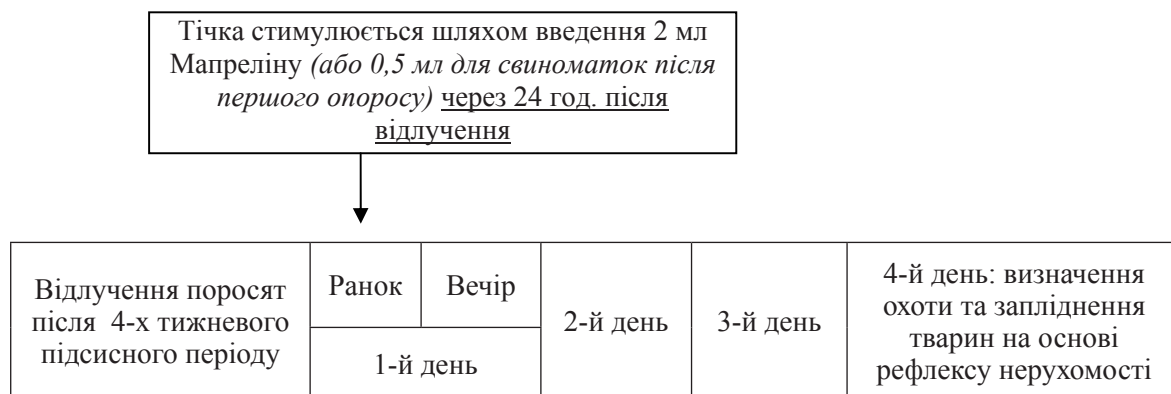 Тічка стимулюється шляхом введення 2 мл
Мапреліну (або 0,5 мл для свиноматок після
першого опоросу) через 24 год. після
відлучення
Відлучення поросят
після 4-х тижневого
підсисного періоду
Ранок
Вечір
1-й день
2-й день
3-й день
4-й день: визначення
охоти та запліднення
тварин на основі
рефлексу нерухомості